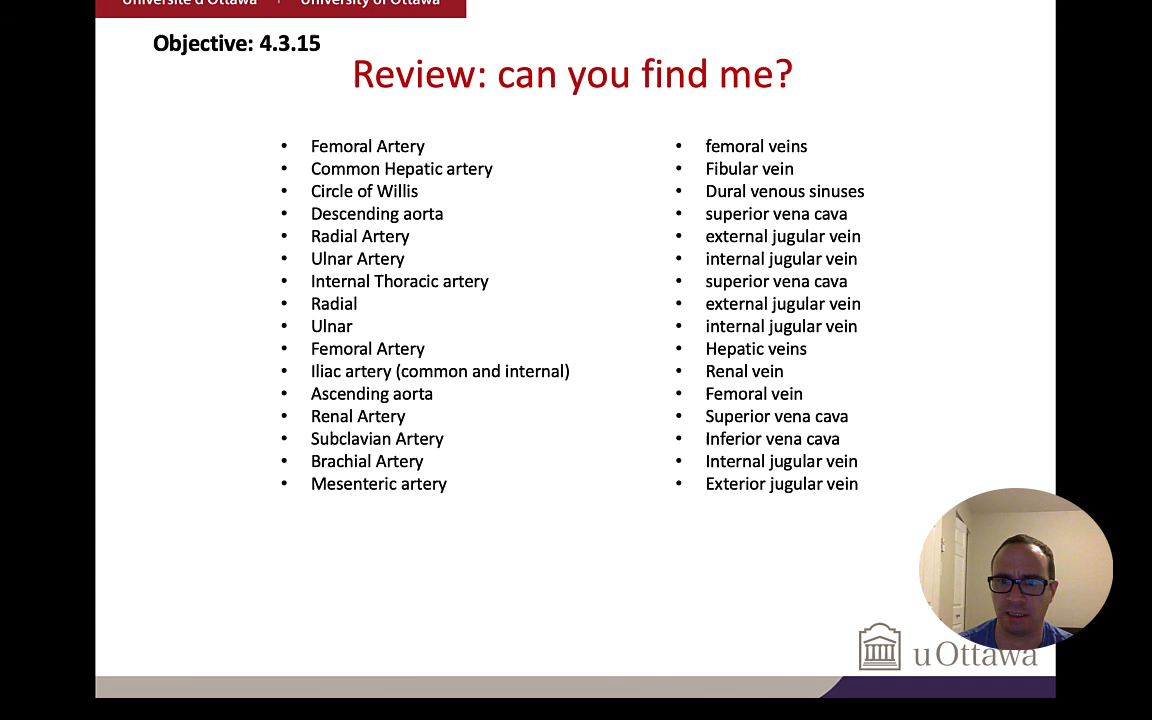 Université d'Ottawa | University of Ottawa
Objective: 4.3.15
Review: can you find me?
• Femoral Artery
• Common Hepatic artery
• Circle of Willis
• Descending aorta
• Radial Artery
• Ulnar Artery
• Internal Thoracic artery
• Radial
• Ulnar
• Femoral Artery
• Iliac artery (common and internal)
• Ascending aorta
• Renal Artery
• Subclavian Artery
• Brachial Artery
• Mesenteric artery
• femoral veins
• Fibular vein
• Dural venous sinuses
• superior vena cava
• external jugular vein
• internal jugular vein
• superior vena cava
• external jugular vein
• internal jugular vein
• Hepatic veins
• Renal vein
• Femoral vein
• Superior vena cava
• Inferior vena cava
• Internal jugular vein
• Exterior jugular vein
uOttawa